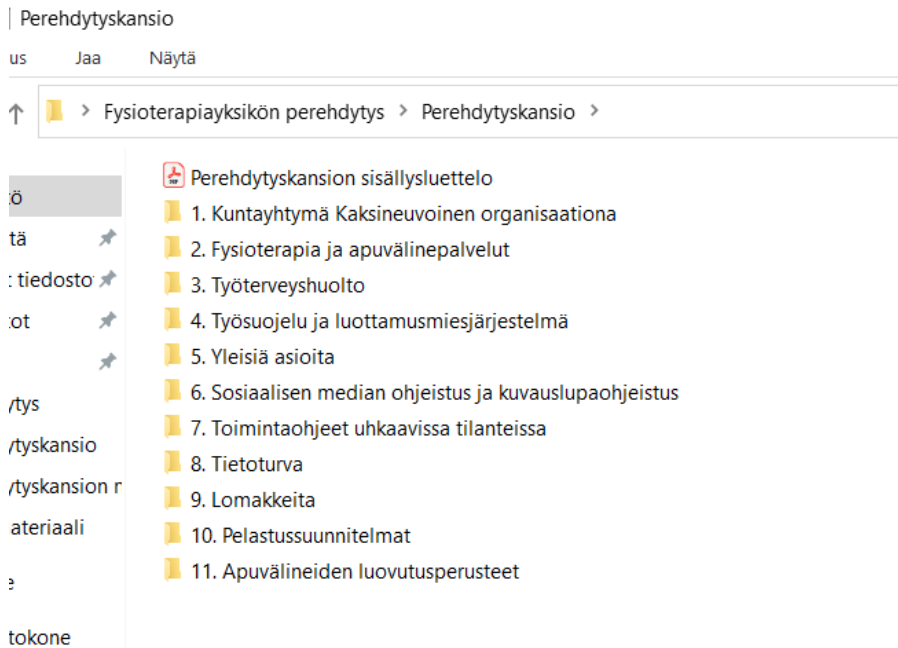 Perehdytyskansio
us Jaa Näytä
Fysioterapiayksikön perehdytys > Perehdytyskansio >
Perehdytyskansion sisällysluettelo
1. Kuntayhtymä Kaksineuvoinen organisaationa
2. Fysioterapia ja apuvälinepalvelut
3. Työterveyshuolto
4. Työsuojelu ja luottamusmiesjärjestelmä
5. Yleisiä asioita
6. Sosiaalisen median ohjeistus ja kuvauslupaohjeistus
7. Toimintaohjeet uhkaavissa tilanteissa
8. Tietoturva
9. Lomakkeita
10. Pelastussuunnitelmat
11. Apuvälineiden luovutusperusteet
tä
tiedosto
ot
ytys
ytyskansio
ytyskansion
ateriaali
tokone